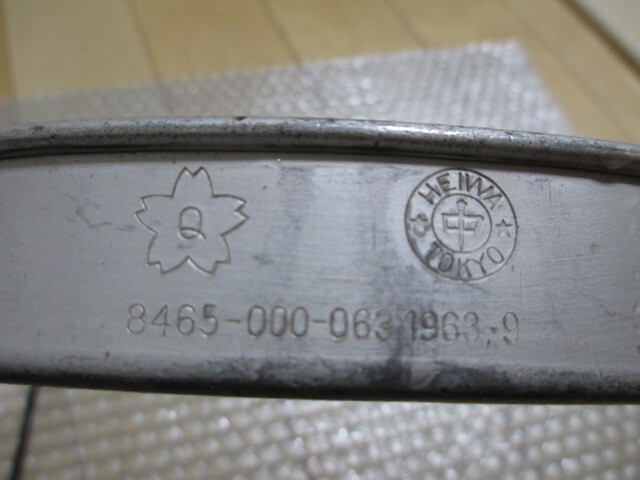 Q
HEIWA
中
TOKYO
8465-000-063 1963.9